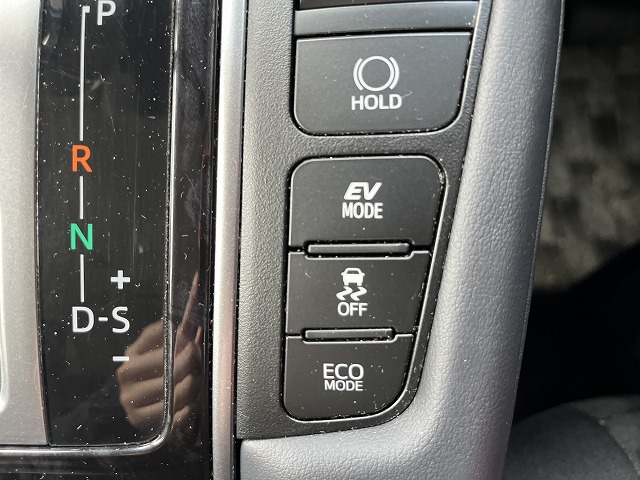 P
R
N
+
D-S
-
HOLD
EV
MODE
OFF
ECO
MODE